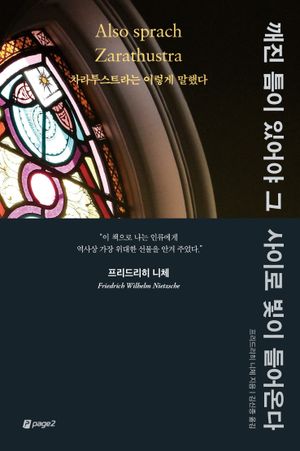 Also sprach
Zarathustra
차라투스트라는 이렇게 말했다
깨진 틈이 있어야 그 사이로 빛이 들어온다
프리드리히 니체 지음 | 김신종 옮김
“이 책으로 나는 인류에게
역사상 가장 위대한 선물을 안겨 주었다.”
프리드리히 니체
Friedrich Wilhelm Nietzsche
page2